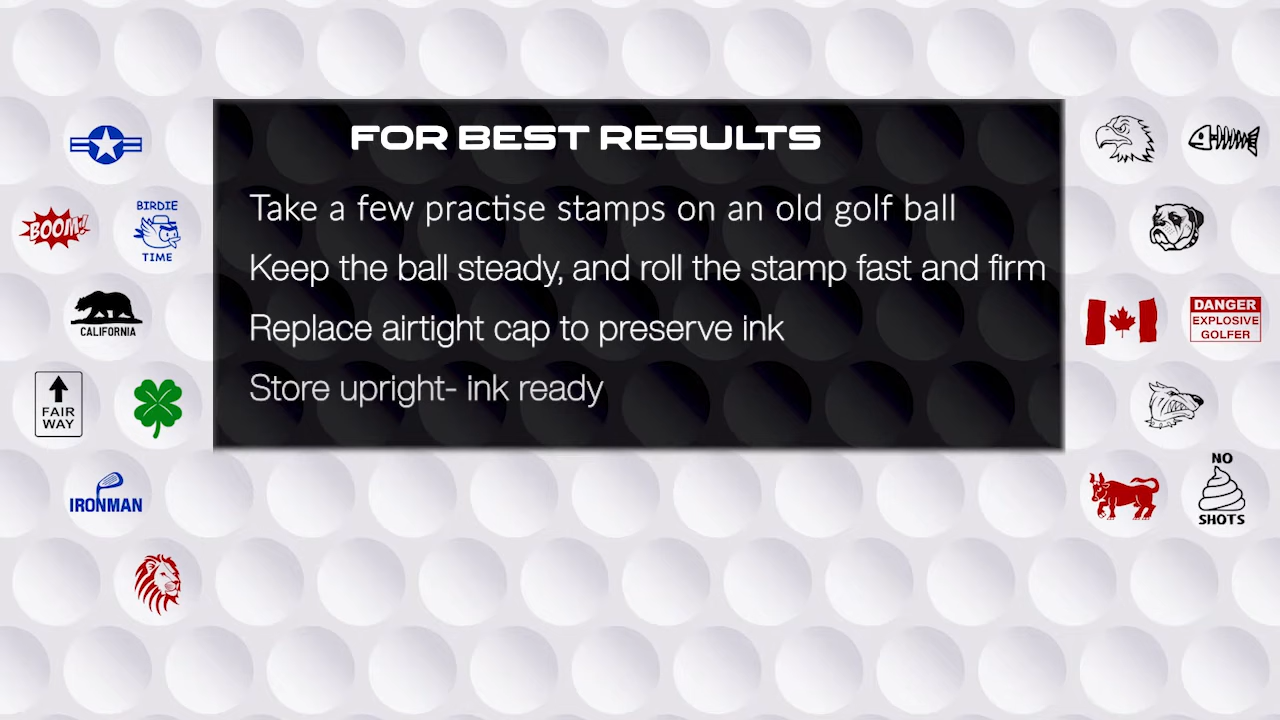 FOR BEST RESULTS
Take a few practise stamps on an old golf ball
Keep the ball steady, and roll the stamp fast and firm
Replace airtight cap to preserve ink
Store upright- ink ready
BOOM!
BIRDIE
TIME
CALIFORNIA
FAIR
WAY
IRONMAN
DANGER
EXPLOSIVE
GOLFER
NO
SHOTS